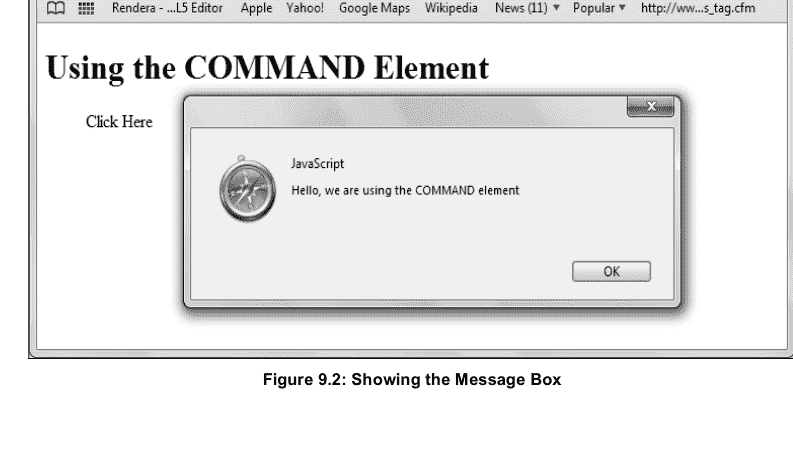 Rendera - ...L5 Editor Apple Yahoo! Google Maps Wikipedia News (11) ▼ Popular ▼ http://ww...s_tag.cfm
Using the COMMAND Element
Click Here
X
JavaScript
Hello, we are using the COMMAND element
OK
Figure 9.2: Showing the Message Box